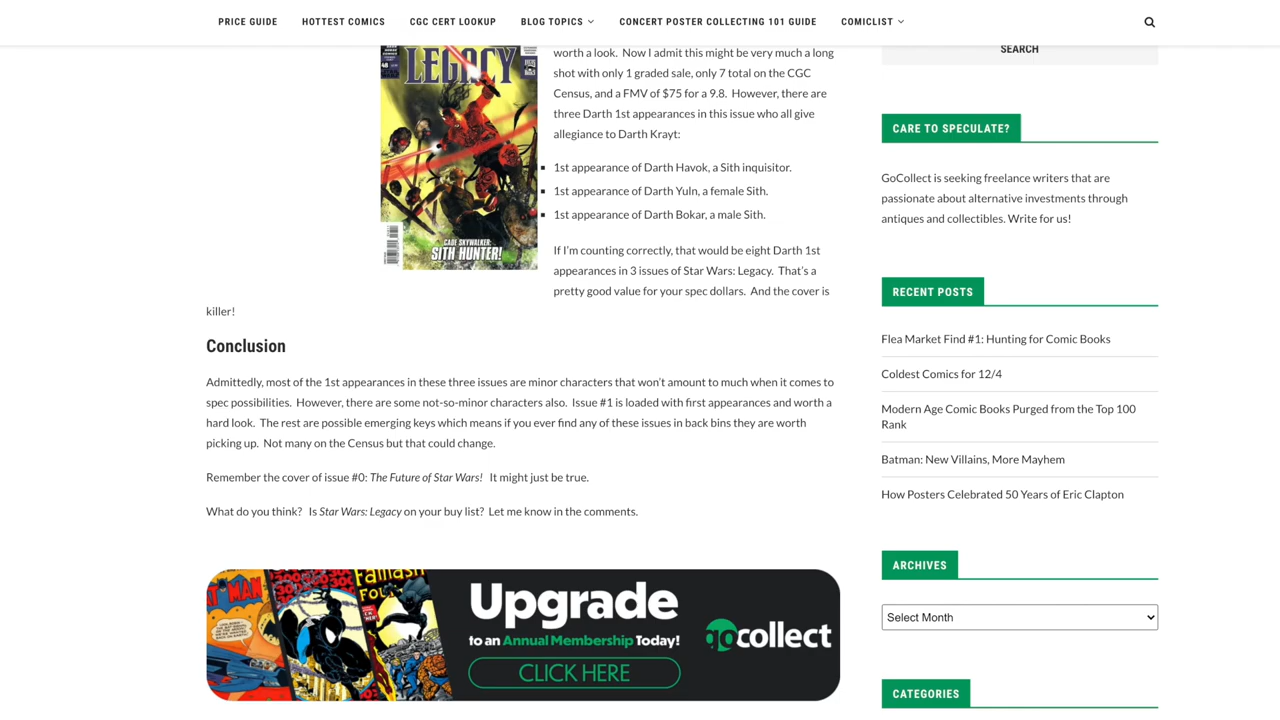 PRICE GUIDE
HOTTEST COMICS
CGC CERT LOOKUP
BLOG TOPICS
CONCERT POSTER COLLECTING 101 GUIDE
COMICLIST
LEGACY
CADE SKYWALKER:
SITH HUNTER!
worth a look. Now I admit this might be very much a long
shot with only 1 graded sale, only 7 total on the CGC
Census, and a FMV of $75 for a 9.8. However, there are
three Darth 1st appearances in this issue who all give
allegiance to Darth Krayt:
1st appearance of Darth Havok, a Sith inquisitor.
1st appearance of Darth Yuln, a female Sith.
1st appearance of Darth Bokar, a male Sith.
If I'm counting correctly, that would be eight Darth 1st
appearances in 3 issues of Star Wars: Legacy. That's a
pretty good value for your spec dollars. And the cover is
killer!
Conclusion
Admittedly, most of the 1st appearances in these three issues are minor characters that won't amount to much when it comes to
spec possibilities. However, there are some not-so-minor characters also. Issue #1 is loaded with first appearances and worth a
hard look. The rest are possible emerging keys which means if you ever find any of these issues in back bins they are worth
picking up. Not many on the Census but that could change.
Remember the cover of issue #0: The Future of Star Wars! It might just be true.
What do you think? Is Star Wars: Legacy on your buy list? Let me know in the comments.
BATMAN
Fantastic
Upgrade
to an Annual Membership Today!
CLICK HERE
gocollect
SEARCH
CARE TO SPECULATE?
GoCollect is seeking freelance writers that are
passionate about alternative investments through
antiques and collectibles. Write for us!
RECENT POSTS
Flea Market Find #1: Hunting for Comic Books
Coldest Comics for 12/4
Modern Age Comic Books Purged from the Top 100
Rank
Batman: New Villains, More Mayhem
How Posters Celebrated 50 Years of Eric Clapton
ARCHIVES
Select Month
CATEGORIES